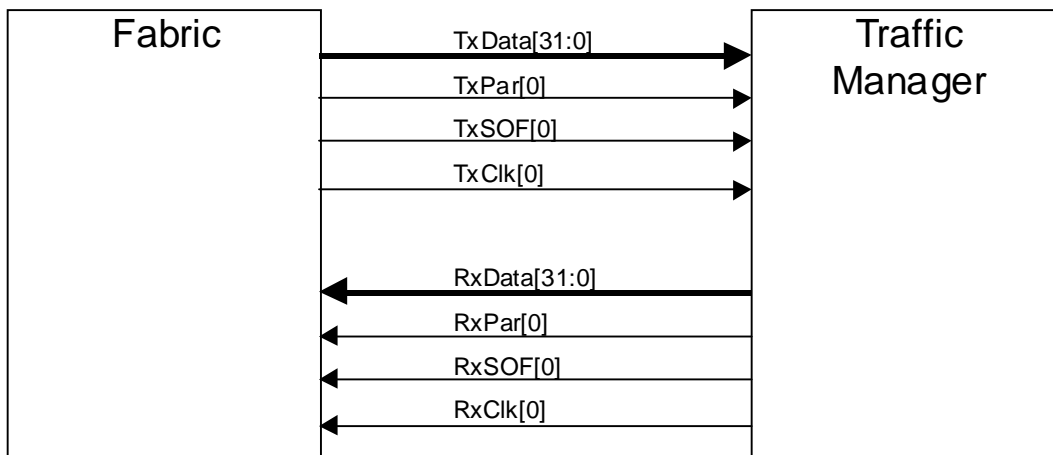 Fabric
TxData[31:0]
TxPar[0]
TxSOF[0]
TxClk[0]
RxData[31:0]
RxPar[0]
RxSOF[0]
RxClk[0]
Traffic
Manager